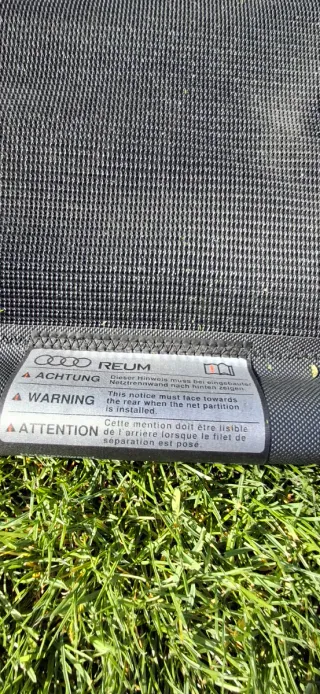 REUM
ACHTUNG Dieser Hinweis muss bei eingebauter
Netztrennwand nach hinten zeigen.
WARNING This notice must face towards
the rear when the net partition
is installed.
ATTENTION Cette mention doit être lisible
de l'arriere lorsque le filet de
séparation est posé.